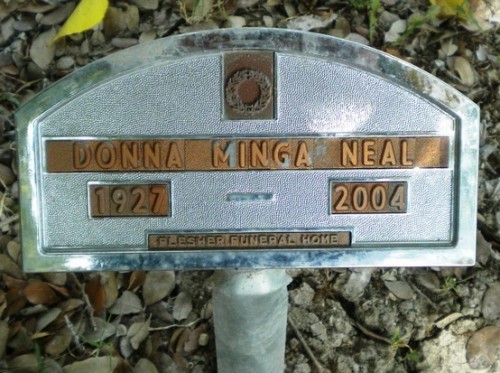 DONNA MINGA NEAL
1927 2004
FLESHER FUNERAL HOME